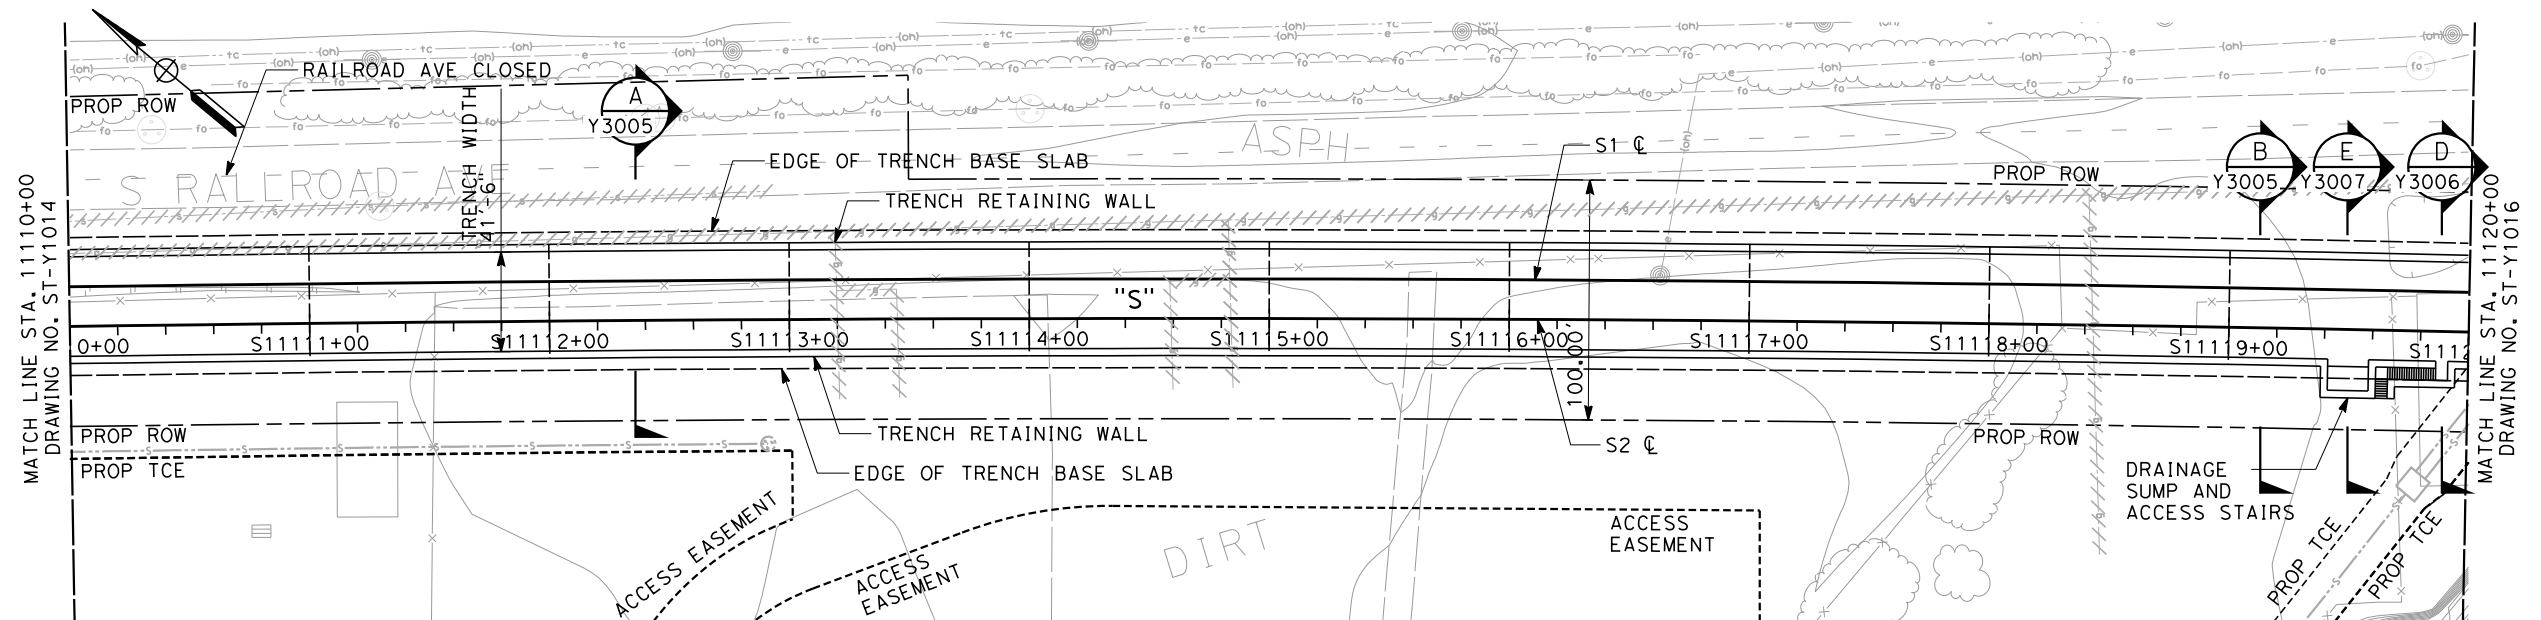 RAILROAD AVE CLOSED
PROP ROW
TRENCH WIDTH
41'-6"
A
Y3005
S RAILROAD AVE
ASPH
EDGE OF TRENCH BASE SLAB
TRENCH RETAINING WALL
S1 ℄
PROP ROW
B
Y3005
E
Y3007
D
Y3006
MATCH LINE STA. 11110+00
DRAWING NO. ST-Y1014
MATCH LINE STA. 11120+00
DRAWING NO. ST-Y1016
"S"
0+00
S11111+00
S11112+00
S11113+00
S11114+00
S11115+00
S11116+00
S11117+00
S11118+00
S11119+00
S1112
100.00'
PROP ROW
PROP TCE
TRENCH RETAINING WALL
EDGE OF TRENCH BASE SLAB
S2 ℄
PROP ROW
DRAINAGE
SUMP AND
ACCESS STAIRS
ACCESS EASEMENT
ACCESS
EASEMENT
DIRT
ACCESS
EASEMENT
PROP TCE
PROP TCE